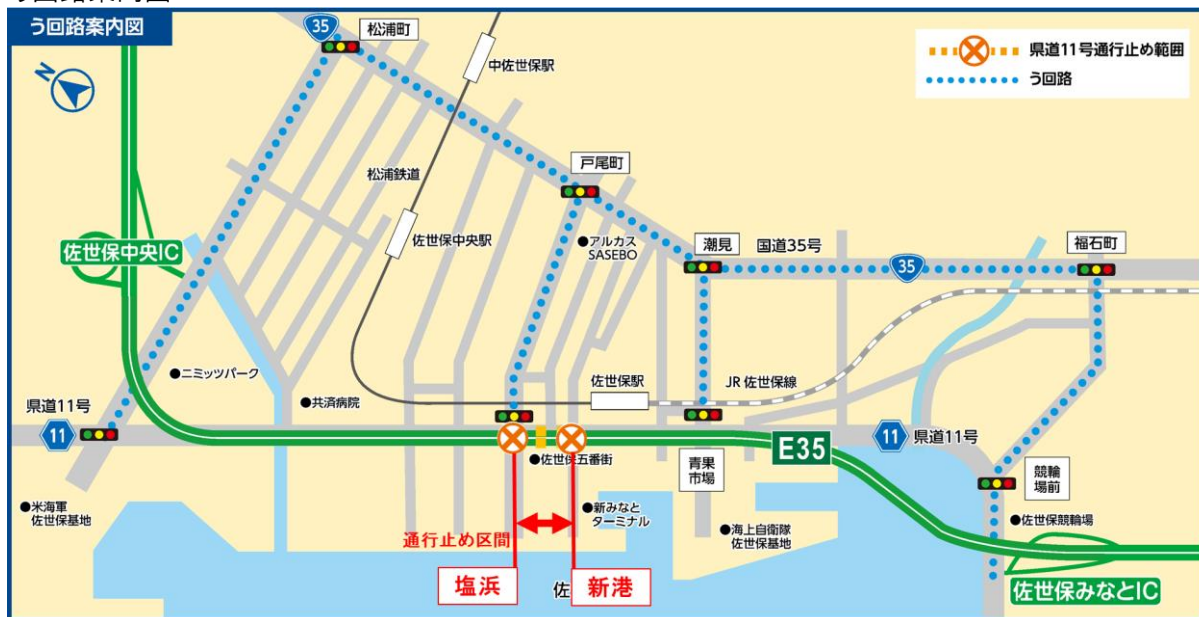 う回路案内図
う回路案内図
35
松浦町
県道11号通行止め範囲
う回路
N
中佐世保駅
松浦鉄道
戸尾町
佐世保中央IC
佐世保中央駅
●アルカス
SASEBO
潮見
国道35号
35
福石町
●ニミッツパーク
佐世保駅
JR 佐世保線
県道11号
11
●共済病院
11
県道11号
E35
●佐世保五番街
青果
市場
競輪
場前
●米海軍
佐世保基地
●新みなと
ターミナル
●海上自衛隊
佐世保基地
●佐世保競輪場
通行止め区間
塩浜
佐
新港
佐世保みなとIC